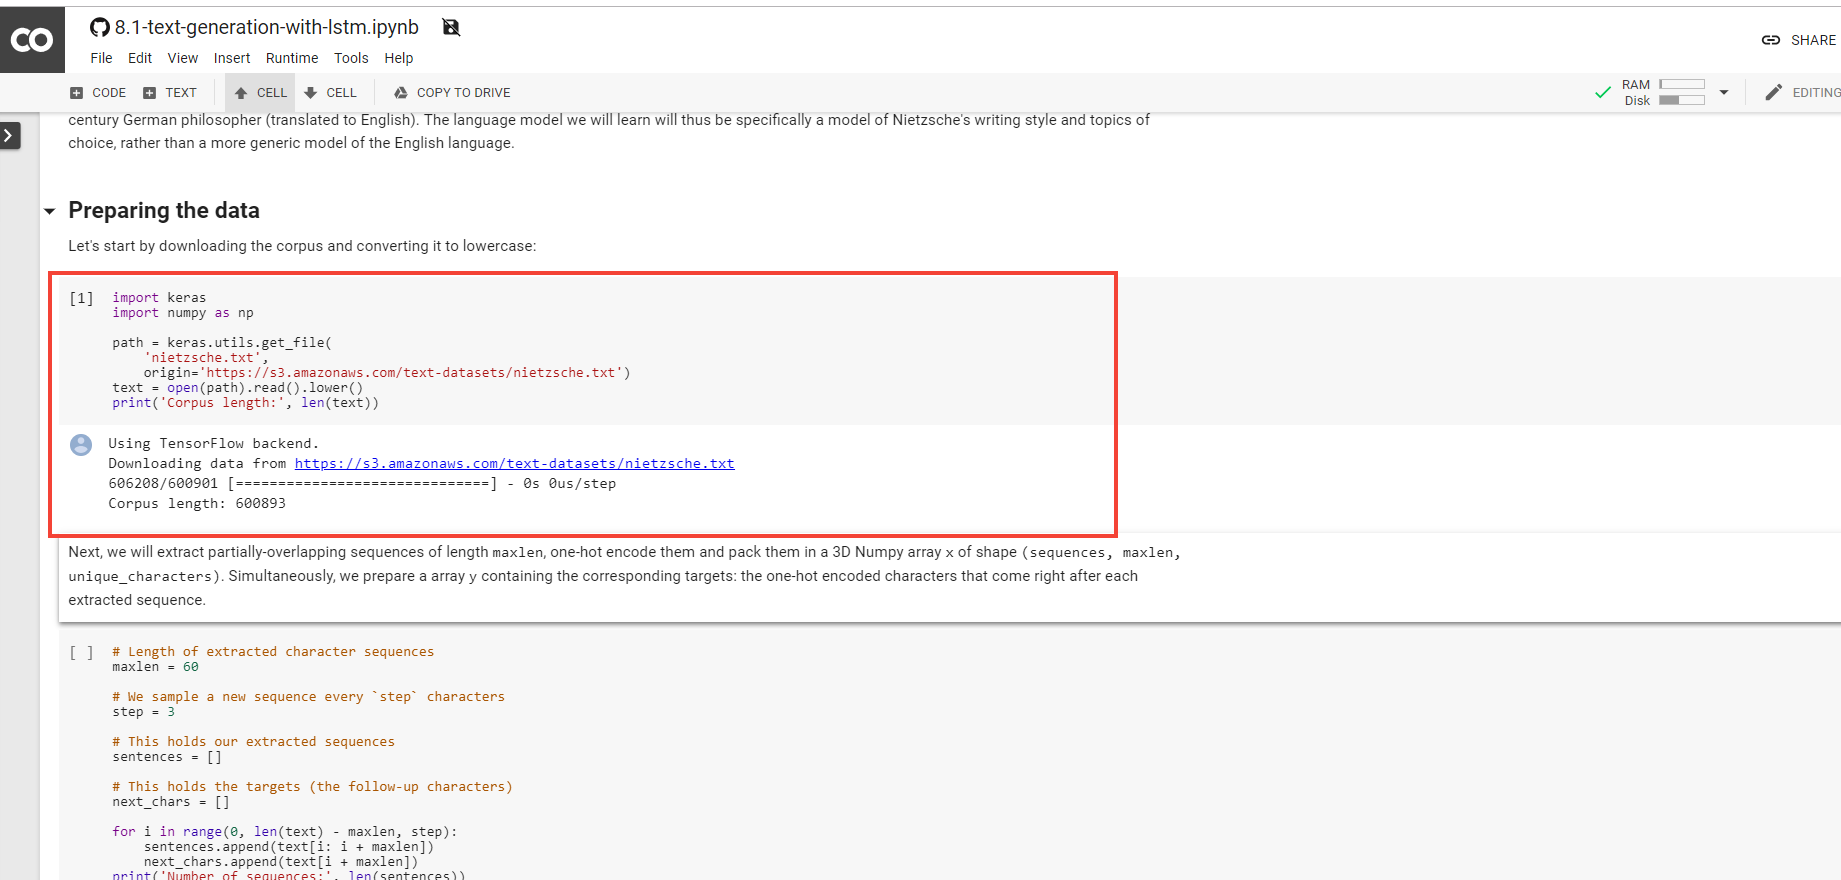 CO
8.1-text-generation-with-lstm.ipynb
File Edit View Insert Runtime Tools Help
SHARE
CODE TEXT CELL CELL COPY TO DRIVE
RAM
Disk
EDITING
century German philosopher (translated to English). The language model we will learn will thus be specifically a model of Nietzsche's writing style and topics of
choice, rather than a more generic model of the English language.
Preparing the data
Let's start by downloading the corpus and converting it to lowercase:
[1] import keras
import numpy as np
path = keras.utils.get_file(
'nietzsche.txt',
origin='https://s3.amazonaws.com/text-datasets/nietzsche.txt')
text = open(path).read().lower()
print('Corpus length:', len(text))
Using TensorFlow backend.
Downloading data from https://s3.amazonaws.com/text-datasets/nietzsche.txt
606208/600901 [==============================] - 0s 0us/step
Corpus length: 600893
Next, we will extract partially-overlapping sequences of length maxlen, one-hot encode them and pack them in a 3D Numpy array x of shape (sequences, maxlen,
unique_characters). Simultaneously, we prepare a array y containing the corresponding targets: the one-hot encoded characters that come right after each
extracted sequence.
[ ] # Length of extracted character sequences
maxlen = 60
# We sample a new sequence every `step` characters
step = 3
# This holds our extracted sequences
sentences = []
# This holds the targets (the follow-up characters)
next_chars = []
for i in range(0, len(text) - maxlen, step):
sentences.append(text[i: i + maxlen])
next_chars.append(text[i + maxlen])
print('Number of sequences:', len(sentences))